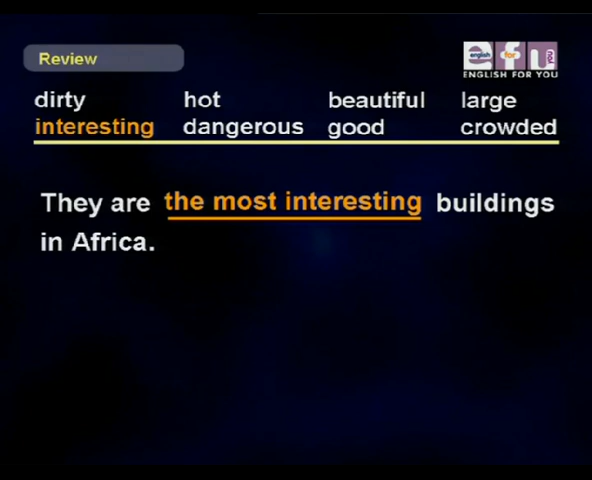 Review
english for you
ENGLISH FOR YOU
dirty hot beautiful large
interesting dangerous good crowded
They are the most interesting buildings
in Africa.